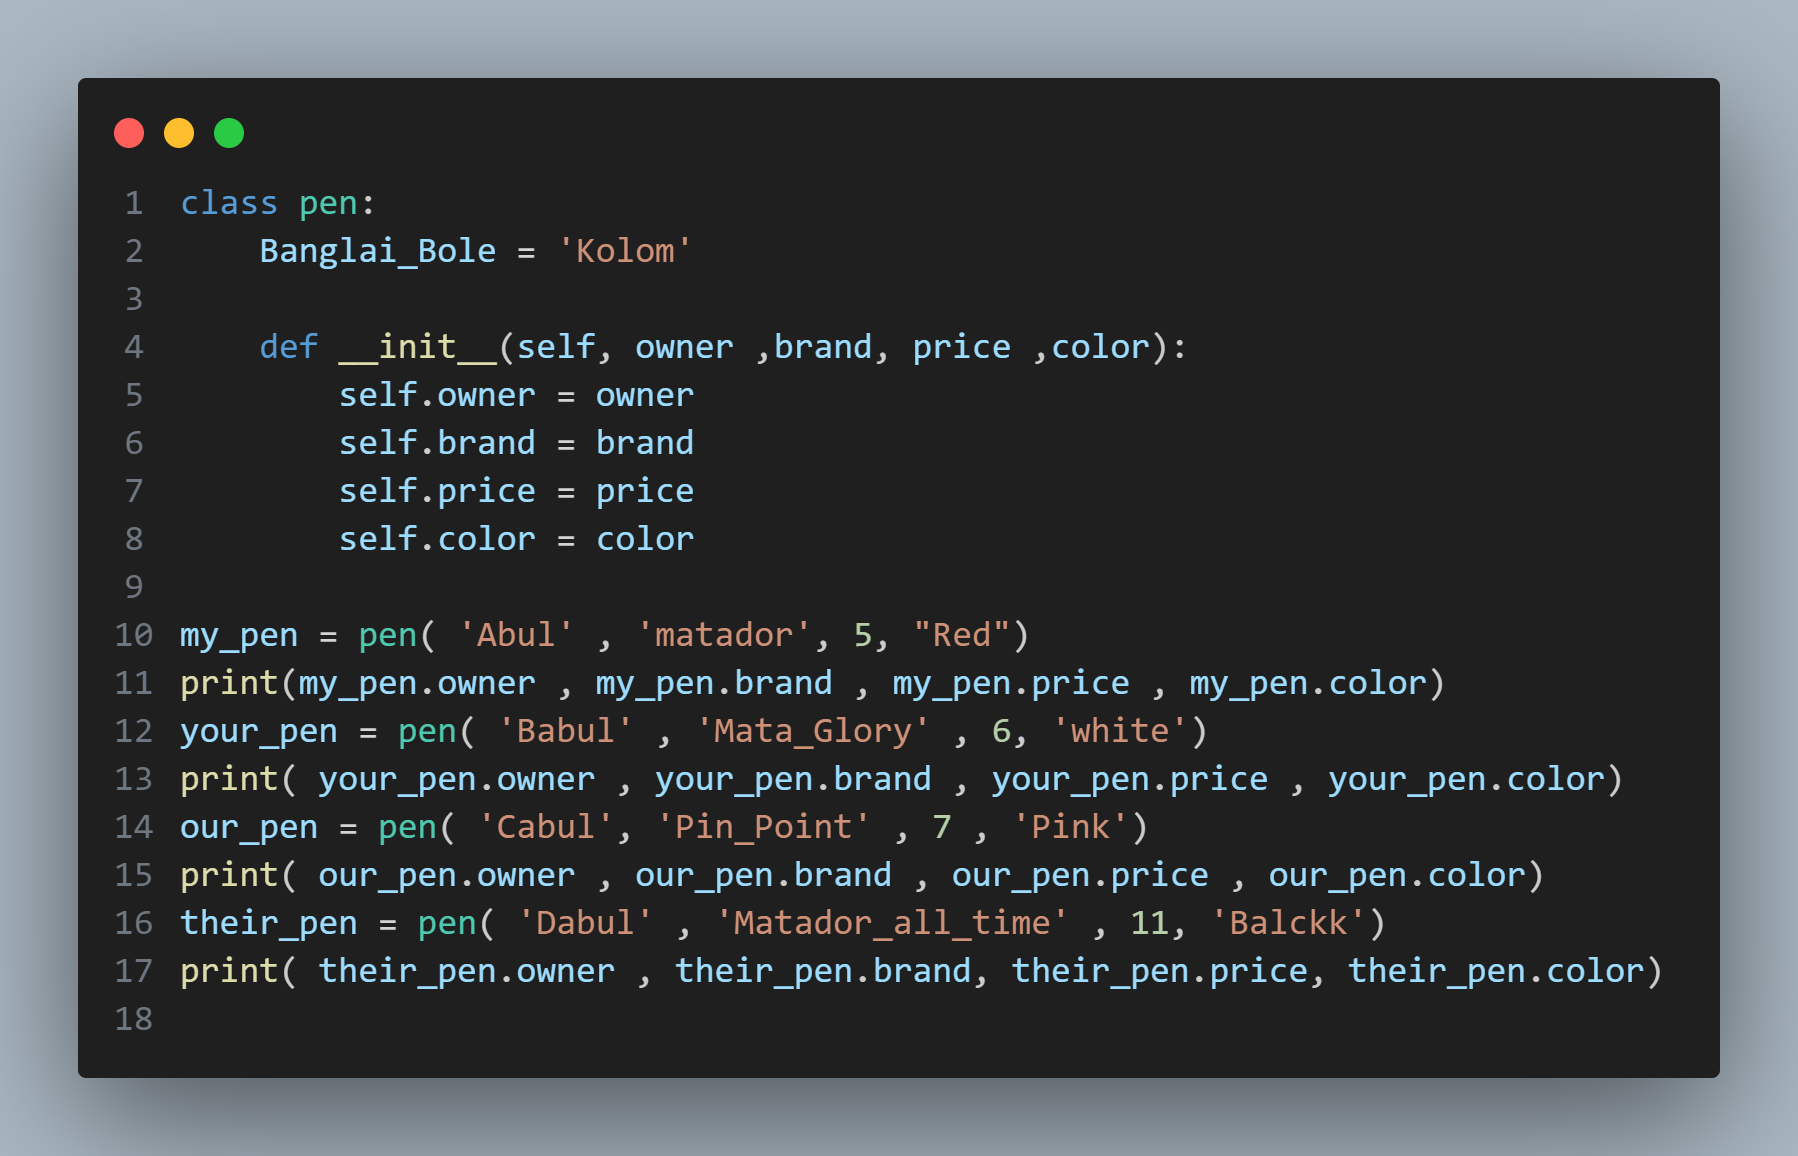 1 class pen:
2     Banglai_Bole = 'Kolom'
3
4     def __init__(self, owner ,brand, price ,color):
5         self.owner = owner
6         self.brand = brand
7         self.price = price
8         self.color = color
9
10 my_pen = pen( 'Abul' , 'matador', 5, "Red")
11 print(my_pen.owner , my_pen.brand , my_pen.price , my_pen.color)
12 your_pen = pen( 'Babul' , 'Mata_Glory' , 6, 'white')
13 print( your_pen.owner , your_pen.brand , your_pen.price , your_pen.color)
14 our_pen = pen( 'Cabul', 'Pin_Point' , 7 , 'Pink')
15 print( our_pen.owner , our_pen.brand , our_pen.price , our_pen.color)
16 their_pen = pen( 'Dabul' , 'Matador_all_time' , 11, 'Balckk')
17 print( their_pen.owner , their_pen.brand, their_pen.price, their_pen.color)
18